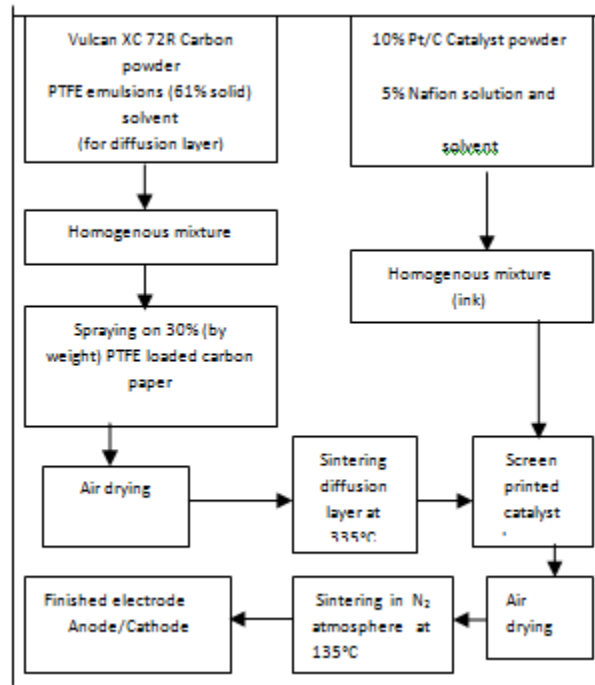 Vulcan XC 72R Carbon
powder
PTFE emulsions (61% solid)
solvent
(for diffusion layer)
10% Pt/C Catalyst powder
5% Nafion solution and
solvent
Homogenous mixture
Homogenous mixture
(ink)
Spraying on 30% (by
weight) PTFE loaded carbon
paper
Air drying
Sintering
diffusion
layer at
335ºC
Screen
printed
catalyst
Finished electrode
Anode/Cathode
Sintering in N₂
atmosphere at
135ºC
Air
drying